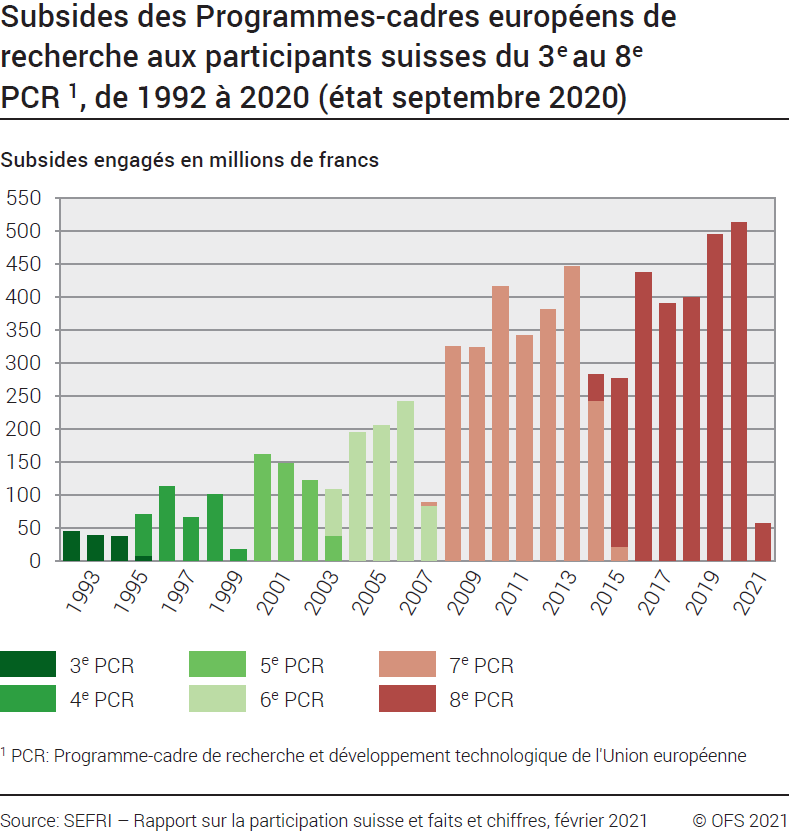 Subsides des Programmes-cadres européens de
recherche aux participants suisses du 3e au 8e
PCR 1, de 1992 à 2020 (état septembre 2020)
Subsides engagés en millions de francs
550
500
450
400
350
300
250
200
150
100
50
0
1993
1995
1997
1999
2001
2003
2005
2007
2009
2011
2013
2015
2017
2019
2021
3e PCR
5e PCR
7e PCR
4e PCR
6e PCR
8e PCR
1 PCR: Programme-cadre de recherche et développement technologique de l'Union européenne
Source: SEFRI – Rapport sur la participation suisse et faits et chiffres, février 2021 © OFS 2021